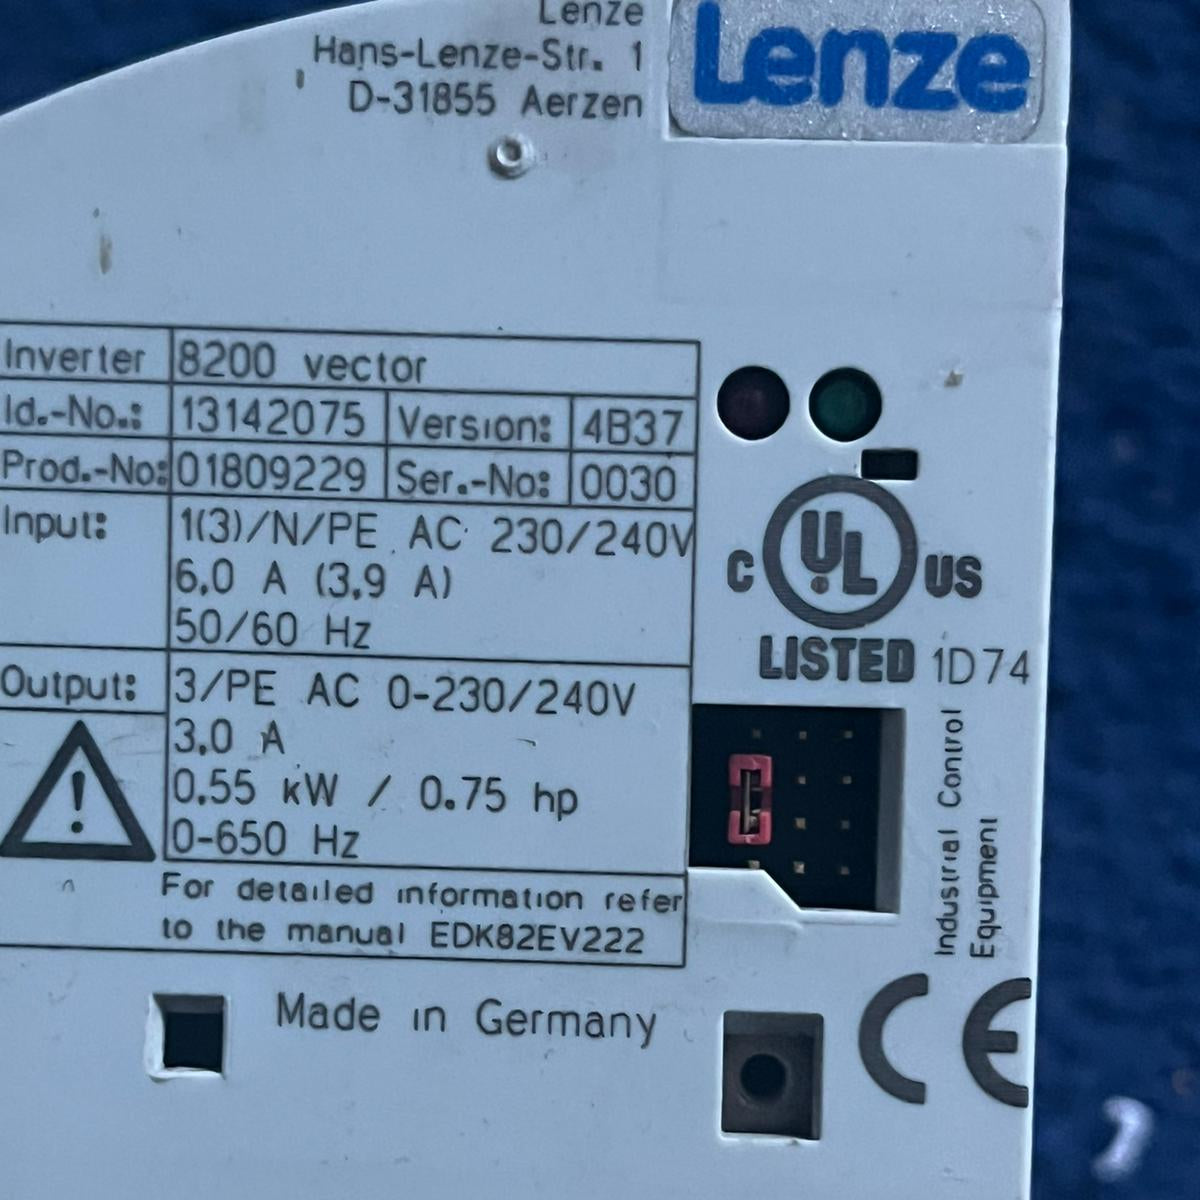 Lenze
Hans-Lenze-Str. 1
D-31855 Aerzen
Lenze
Inverter 8200 vector
Id.-No.: 13142075 Version: 4B37
Prod.-No: 01809229 Ser.-No: 0030
Input: 1(3)/N/PE AC 230/240V
6.0 A (3.9 A)
50/60 Hz
Output: 3/PE AC 0-230/240V
3.0 A
0.55 kW / 0.75 hp
0-650 Hz
For detailed information refer
to the manual EDK82EV222
Made in Germany
C UL US
LISTED 1D74
Industrial Control
Equipment
CE